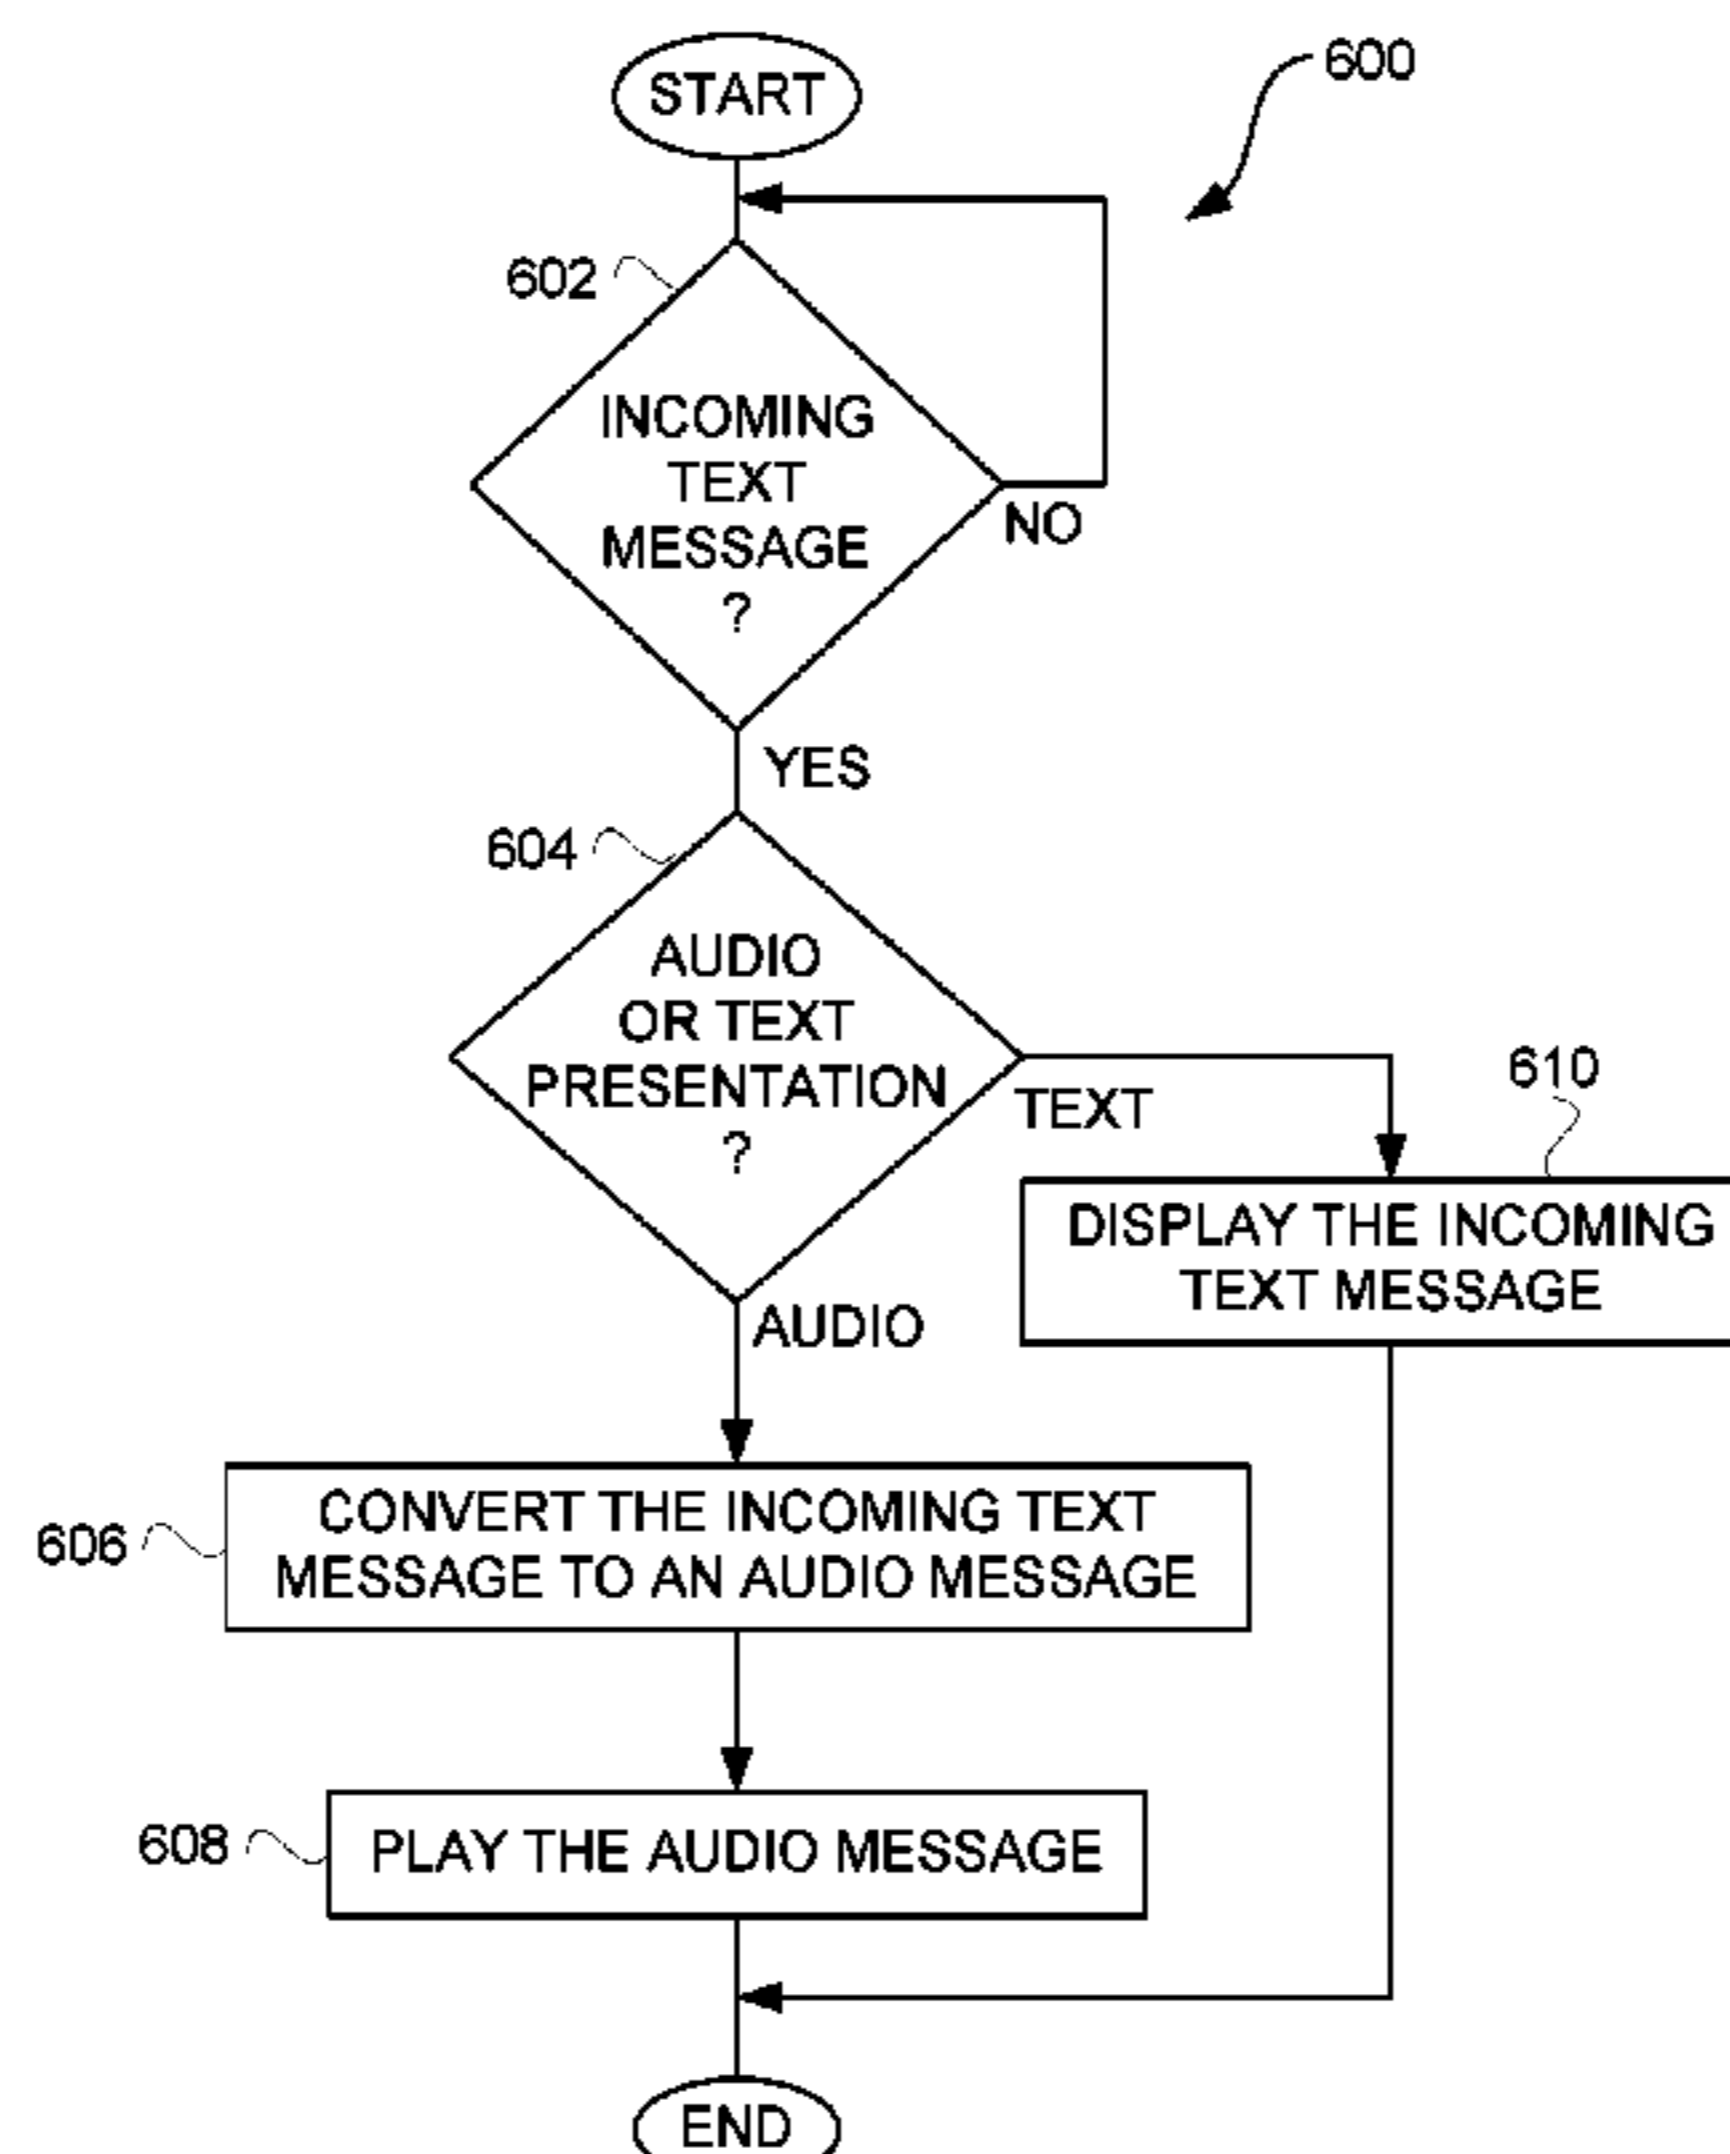 START
600
602
INCOMING
TEXT
MESSAGE
?
NO
YES
604
AUDIO
OR TEXT
PRESENTATION
?
TEXT
610
DISPLAY THE INCOMING
TEXT MESSAGE
AUDIO
606
CONVERT THE INCOMING TEXT
MESSAGE TO AN AUDIO MESSAGE
608
PLAY THE AUDIO MESSAGE
END